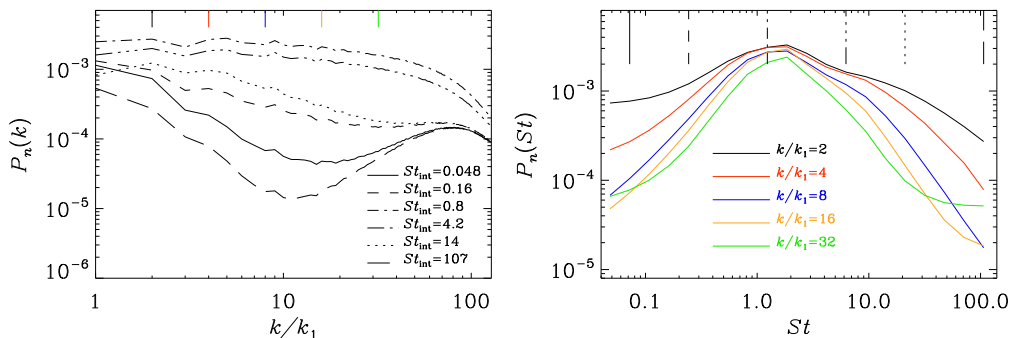 10⁻³
10⁻⁴
10⁻⁵
10⁻⁶
Pₙ(k)
St_int=0.048
St_int=0.16
St_int=0.8
St_int=4.2
St_int=14
St_int=107
1 10 100
k/k₁
10⁻³
10⁻⁴
10⁻⁵
Pₙ(St)
k/k₁=2
k/k₁=4
k/k₁=8
k/k₁=16
k/k₁=32
0.1 1.0 10.0 100.0
St